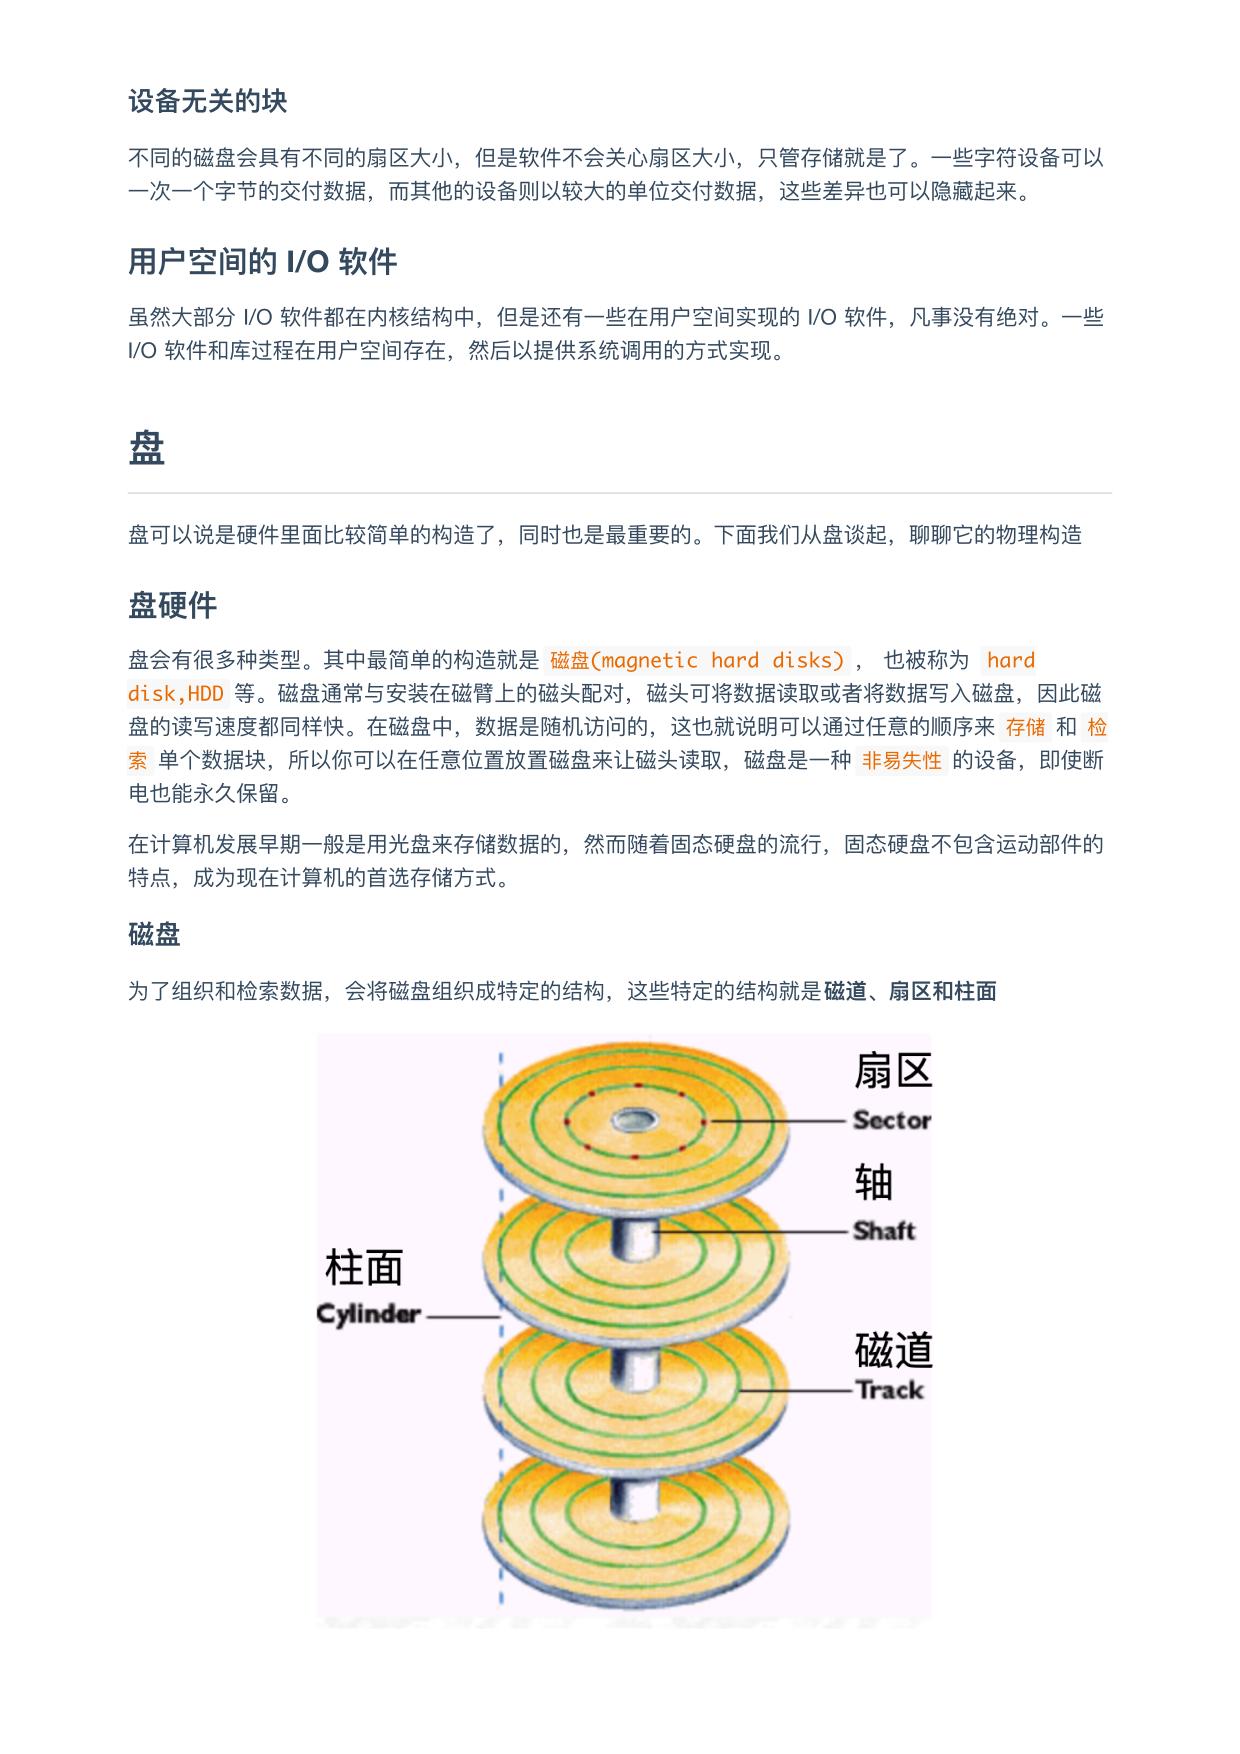 设备无关的块
不同的磁盘会具有不同的扇区大小，但是软件不会关心扇区大小，只管存储就是了。一些字符设备可以
一次一个字节的交付数据，而其他的设备则以较大的单位交付数据，这些差异也可以隐藏起来。
用户空间的 I/O 软件
虽然大部分 I/O 软件都在内核结构中，但是还有一些在用户空间实现的 I/O 软件，凡事没有绝对。一些
I/O 软件和库过程在用户空间存在，然后以提供系统调用的方式实现。
盘
盘可以说是硬件里面比较简单的构造了，同时也是最重要的。下面我们从盘谈起，聊聊它的物理构造
盘硬件
盘会有很多种类型。其中最简单的构造就是 磁盘(magnetic hard disks) ， 也被称为 hard
disk,HDD 等。磁盘通常与安装在磁臂上的磁头配对，磁头可将数据读取或者将数据写入磁盘，因此磁
盘的读写速度都同样快。在磁盘中，数据是随机访问的，这也就说明可以通过任意的顺序来 存储 和 检
索 单个数据块，所以你可以在任意位置放置磁盘来让磁头读取，磁盘是一种 非易失性 的设备，即使断
电也能永久保留。
在计算机发展早期一般是用光盘来存储数据的，然而随着固态硬盘的流行，固态硬盘不包含运动部件的
特点，成为现在计算机的首选存储方式。
磁盘
为了组织和检索数据，会将磁盘组织成特定的结构，这些特定的结构就是磁道、扇区和柱面
扇区
Sector
轴
Shaft
柱面
Cylinder
磁道
Track